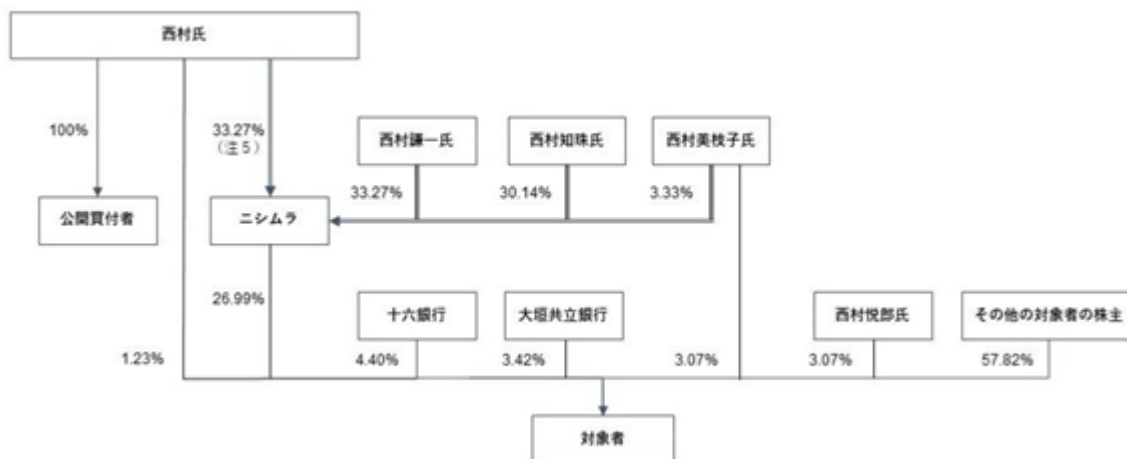 西村氏
100%
33.27%
（注５）
西村謙一氏
西村知珠氏
西村美枝子氏
33.27%
30.14%
3.33%
公開買付者
ニシムラ
26.99%
十六銀行
大垣共立銀行
西村悦郎氏
その他の対象者の株主
1.23%
4.40%
3.42%
3.07%
3.07%
57.82%
対象者